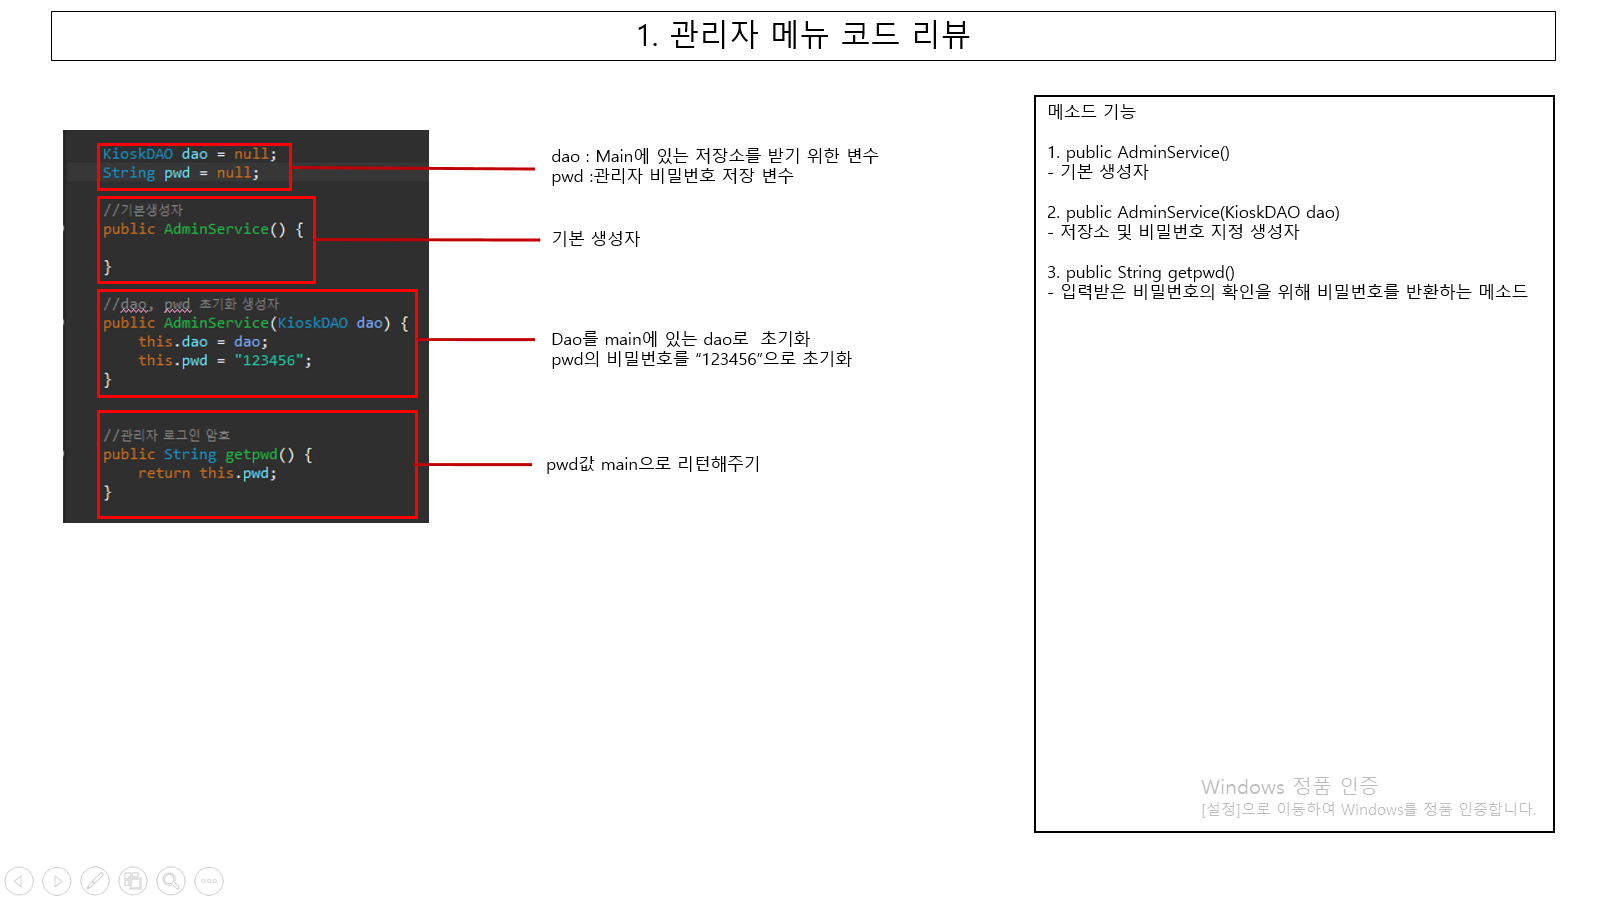 1. 관리자 메뉴 코드 리뷰
KioskDAO dao = null;
String pwd = null;
//기본생성자
public AdminService() {
}
//dao, pwd 초기화 생성자
public AdminService(KioskDAO dao) {
this.dao = dao;
this.pwd = "123456";
}
//관리자 로그인 암호
public String getpwd() {
return this.pwd;
}
dao : Main에 있는 저장소를 받기 위한 변수
pwd :관리자 비밀번호 저장 변수
기본 생성자
Dao를 main에 있는 dao로  초기화
pwd의 비밀번호를 “123456”으로 초기화
pwd값 main으로 리턴해주기
메소드 기능
1. public AdminService()
- 기본 생성자
2. public AdminService(KioskDAO dao)
- 저장소 및 비밀번호 지정 생성자
3. public String getpwd()
- 입력받은 비밀번호의 확인을 위해 비밀번호를 반환하는 메소드
Windows 정품 인증
[설정]으로 이동하여 Windows를 정품 인증합니다.